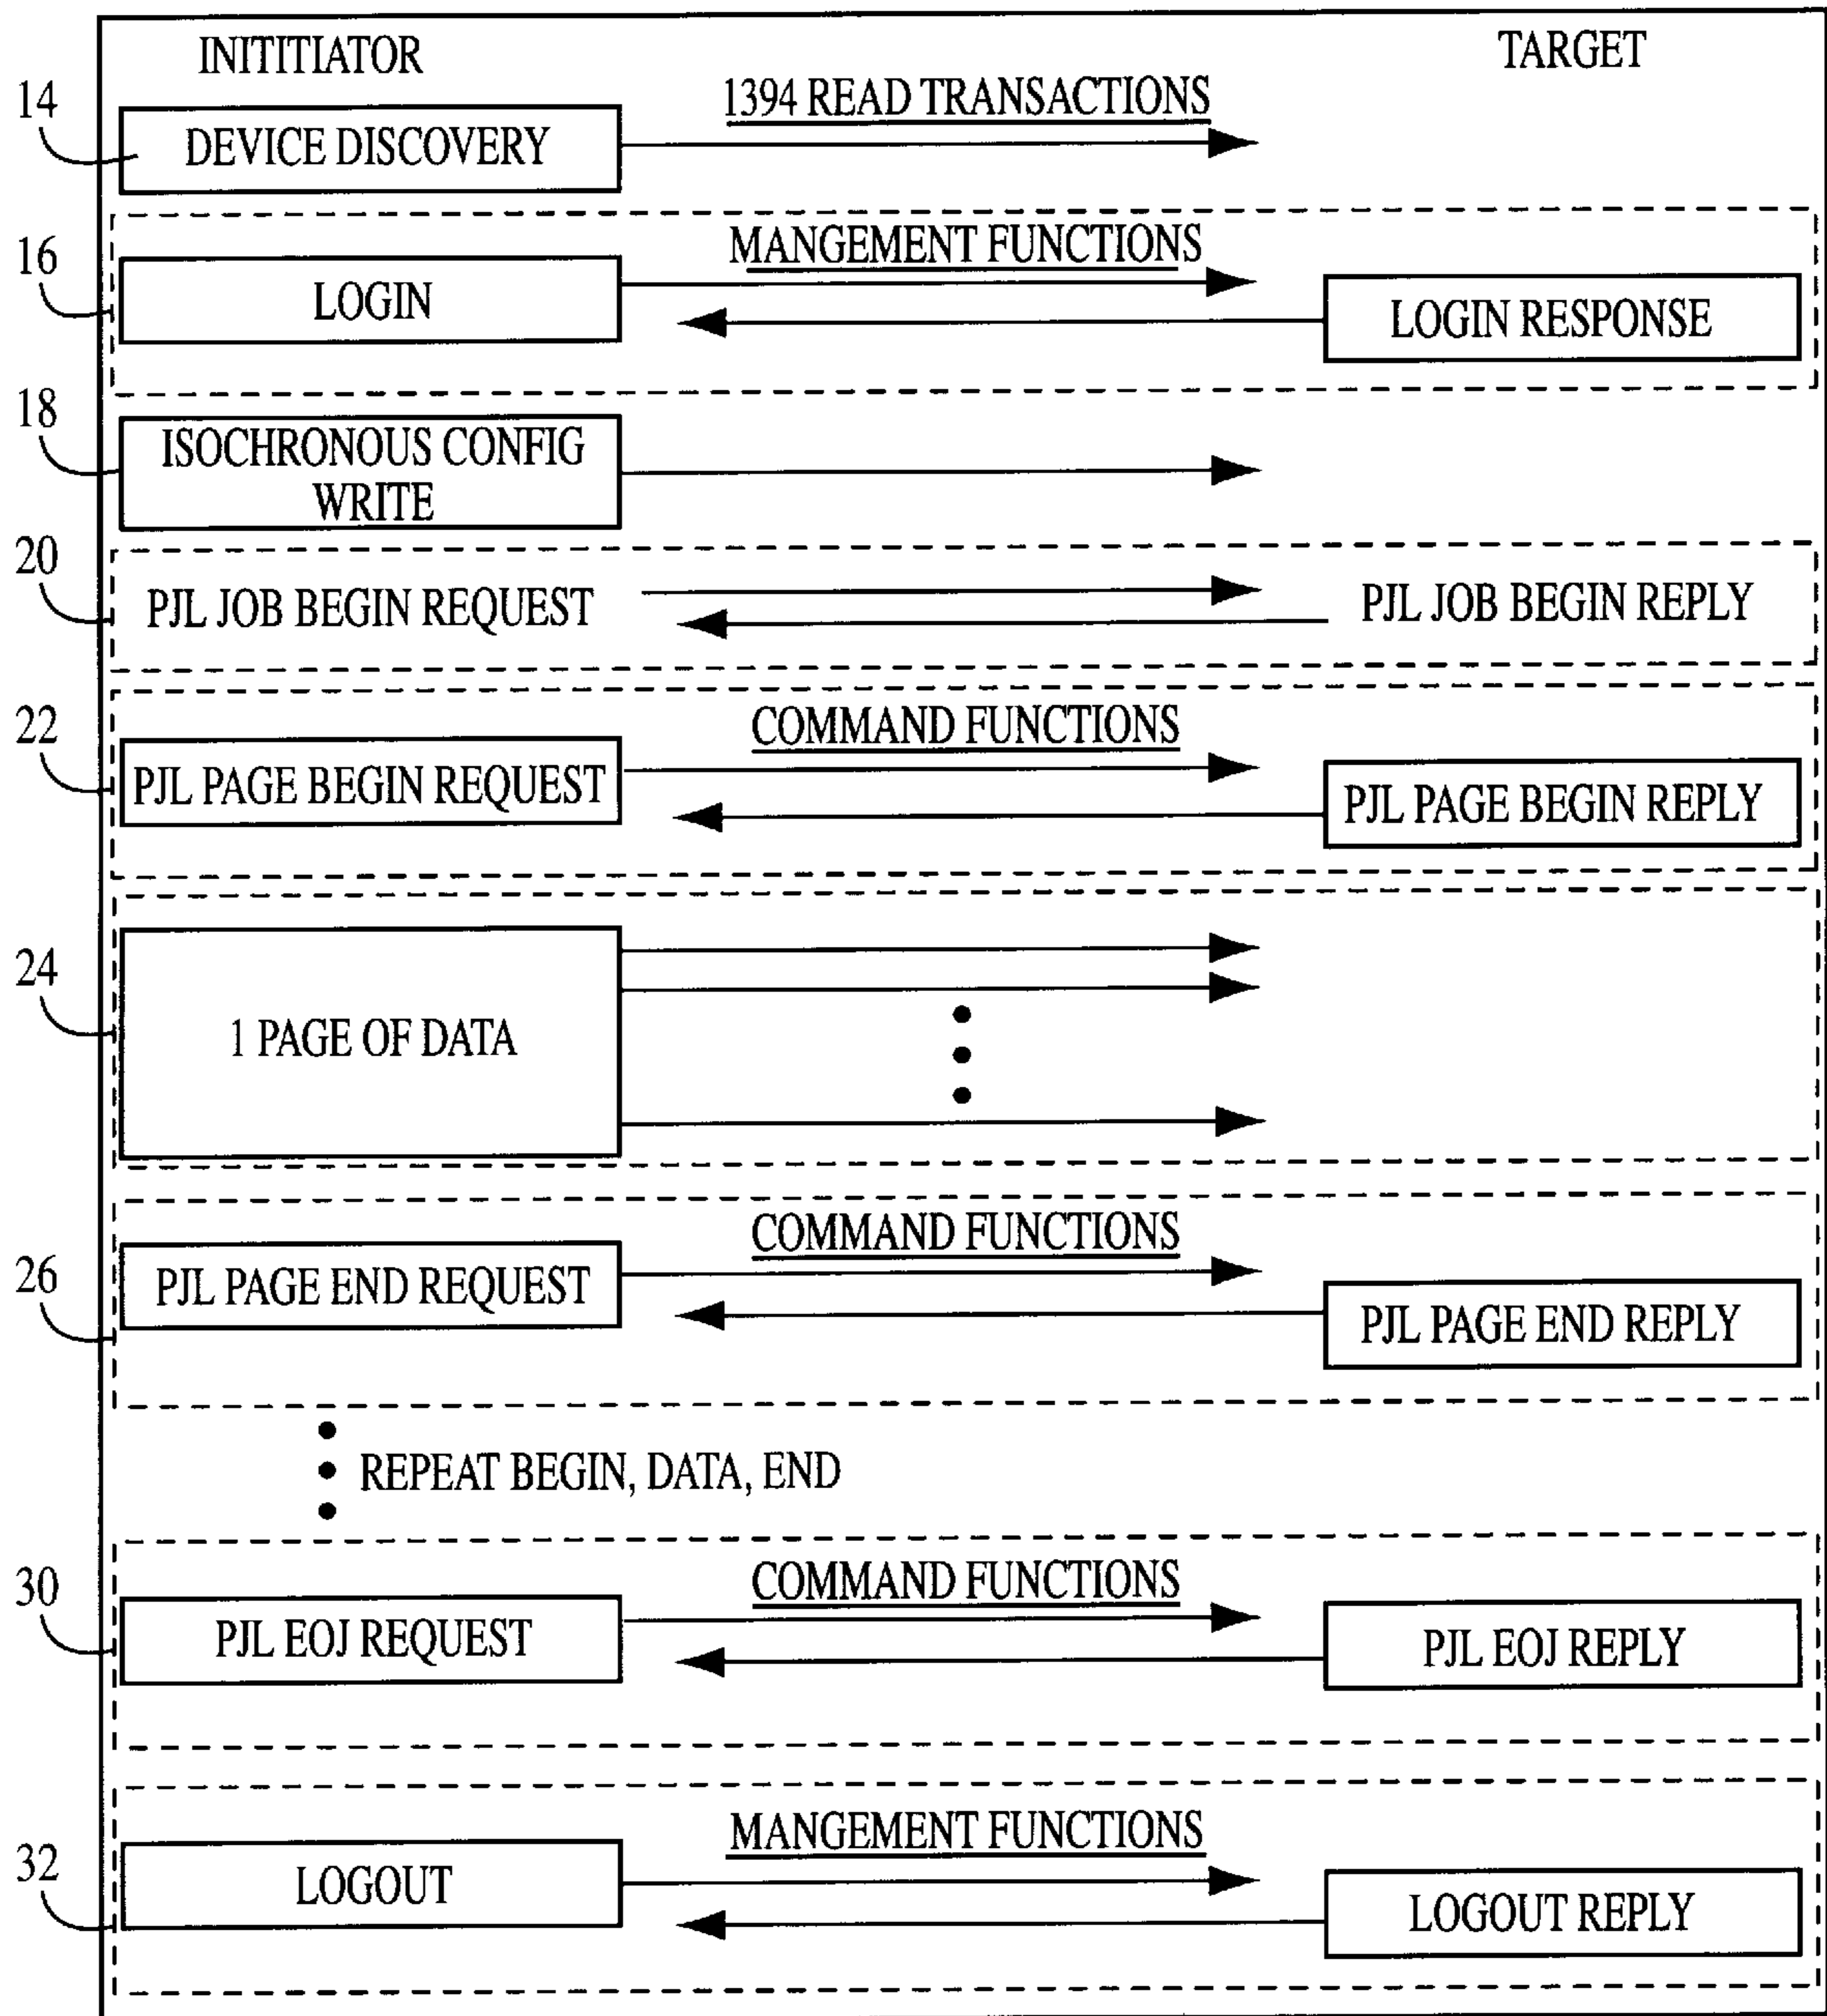 INITITIATOR
TARGET
14
1394 READ TRANSACTIONS
DEVICE DISCOVERY
16
MANGEMENT FUNCTIONS
LOGIN
LOGIN RESPONSE
18
ISOCHRONOUS CONFIG
WRITE
20
PJL JOB BEGIN REQUEST
PJL JOB BEGIN REPLY
22
COMMAND FUNCTIONS
PJL PAGE BEGIN REQUEST
PJL PAGE BEGIN REPLY
24
1 PAGE OF DATA
26
COMMAND FUNCTIONS
PJL PAGE END REQUEST
PJL PAGE END REPLY
REPEAT BEGIN, DATA, END
30
COMMAND FUNCTIONS
PJL EOJ REQUEST
PJL EOJ REPLY
32
MANGEMENT FUNCTIONS
LOGOUT
LOGOUT REPLY